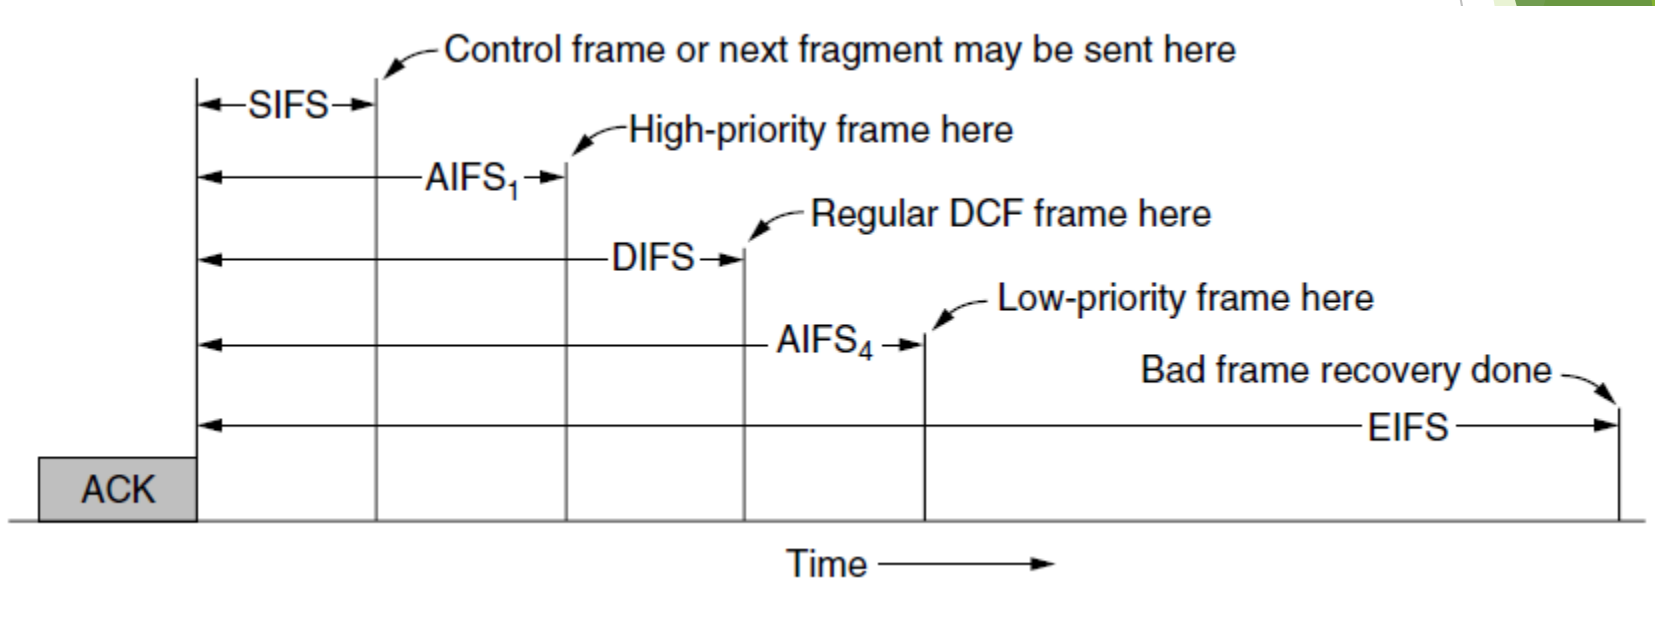 Control frame or next fragment may be sent here
SIFS
High-priority frame here
AIFS₁
Regular DCF frame here
DIFS
Low-priority frame here
AIFS₄
Bad frame recovery done
EIFS
ACK
Time